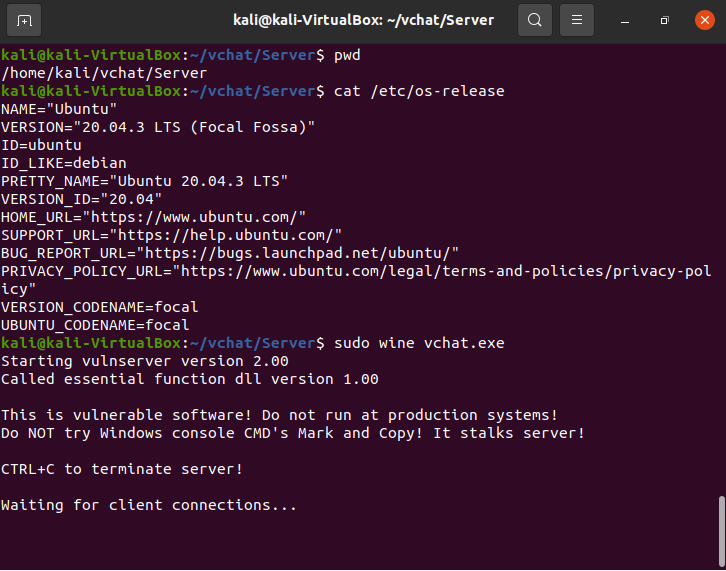 kali@kali-VirtualBox: ~/vchat/Server
kali@kali-VirtualBox:~/vchat/Server$ pwd
/home/kali/vchat/Server
kali@kali-VirtualBox:~/vchat/Server$ cat /etc/os-release
NAME="Ubuntu"
VERSION="20.04.3 LTS (Focal Fossa)"
ID=ubuntu
ID_LIKE=debian
PRETTY_NAME="Ubuntu 20.04.3 LTS"
VERSION_ID="20.04"
HOME_URL="https://www.ubuntu.com/"
SUPPORT_URL="https://help.ubuntu.com/"
BUG_REPORT_URL="https://bugs.launchpad.net/ubuntu/"
PRIVACY_POLICY_URL="https://www.ubuntu.com/legal/terms-and-policies/privacy-pol
icy"
VERSION_CODENAME=focal
UBUNTU_CODENAME=focal
kali@kali-VirtualBox:~/vchat/Server$ sudo wine vchat.exe
Starting vulnserver version 2.00
Called essential function dll version 1.00
This is vulnerable software! Do not run at production systems!
Do NOT try Windows console CMD's Mark and Copy! It stalks server!
CTRL+C to terminate server!
Waiting for client connections...